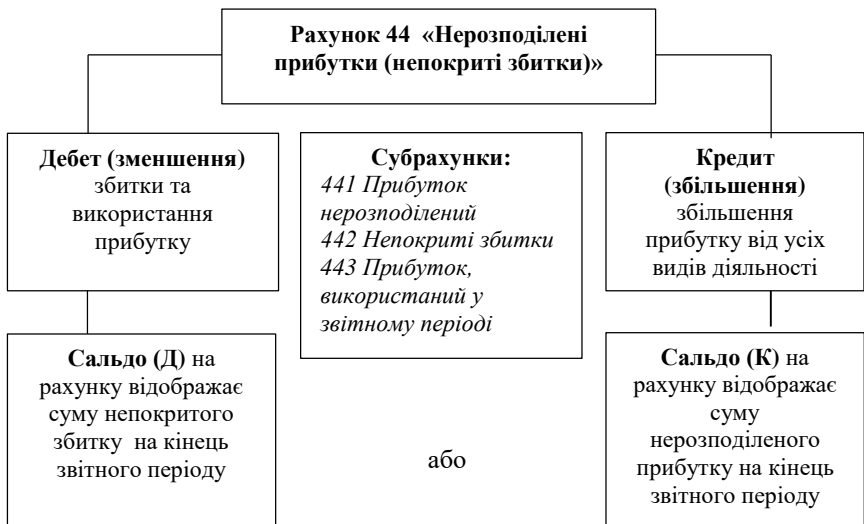 Рахунок 44 «Нерозподілені
прибутки (непокриті збитки)»
Дебет (зменшення)
збитки та
використання
прибутку
Субрахунки:
441 Прибуток
нерозподілений
442 Непокриті збитки
443 Прибуток,
використаний у
звітному періоді
Кредит
(збільшення)
збільшення
прибутку від усіх
видів діяльності
Сальдо (Д) на
рахунку відображає
суму непокритого
збитку на кінець
звітного періоду
або
Сальдо (К) на
рахунку відображає
суму
нерозподіленого
прибутку на кінець
звітного періоду